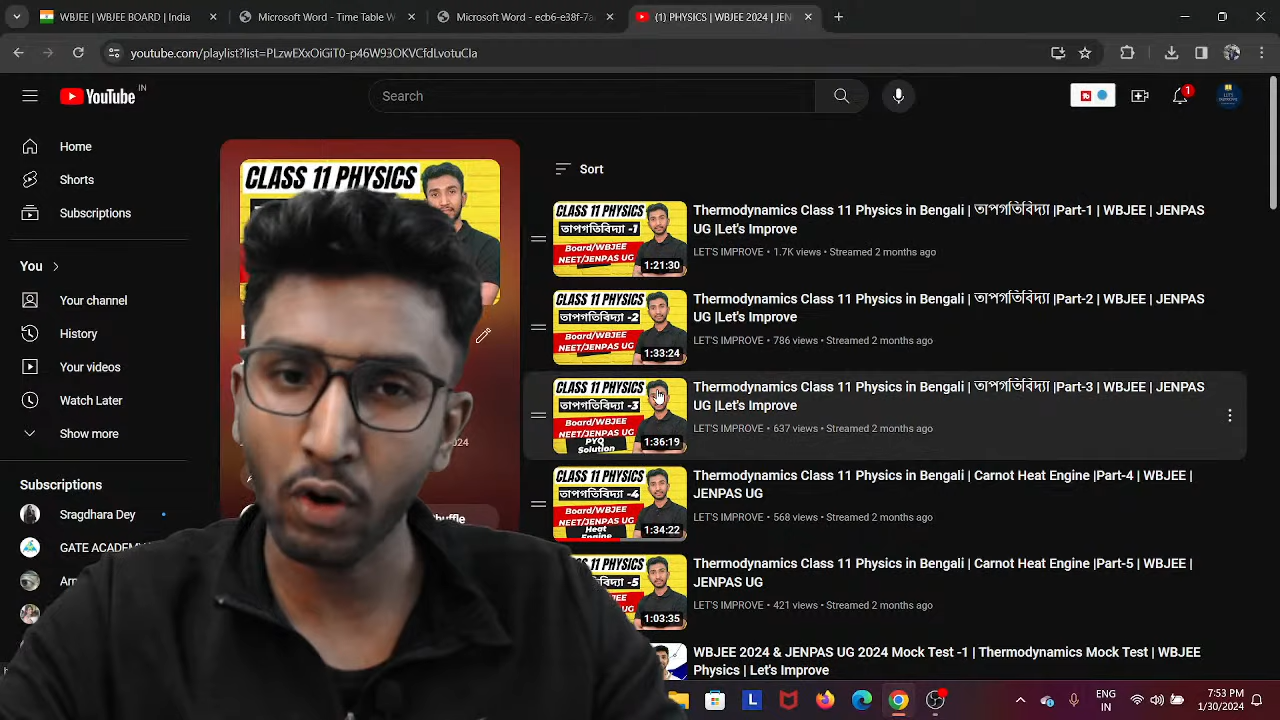 WBJEE WBJEE BOARD | India
Microsoft Word - Time Table W
Microsoft Word - ecb6-e38f-7a
(1) PHYSICS | WBJEE 2024 | JEN
youtube.com/playlist?list=PLzwEXxOiGiT0-p46W93OKVCfdLvotuCla
YouTube
IN
Search
1
Home
Shorts
Subscriptions
You
Your channel
History
Your videos
Watch Later
Show more
Subscriptions
Sragdhara Dey
GATE ACADEM
CLASS 11 PHYSICS
2024
huffle
Sort
CLASS 11 PHYSICS
তাপগতিবিদ্যা -1
Board/WBJEE
NEET/JENPAS UG
1:21:30
Thermodynamics Class 11 Physics in Bengali | তাপগতিবিদ্যা |Part-1 | WBJEE | JENPAS
UG |Let's Improve
LET'S IMPROVE • 1.7K views • Streamed 2 months ago
CLASS 11 PHYSICS
তাপগতিবিদ্যা -2
Board/WBJEE
NEET/JENPAS UG
1:33:24
Thermodynamics Class 11 Physics in Bengali | তাপগতিবিদ্যা |Part-2 | WBJEE | JENPAS
UG |Let's Improve
LET'S IMPROVE • 786 views • Streamed 2 months ago
CLASS 11 PHYSICS
তাপগতিবিদ্যা -3
Board/WBJEE
NEET/JENPAS UG
PYQ
Solution
1:36:19
Thermodynamics Class 11 Physics in Bengali | তাপগতিবিদ্যা |Part-3 | WBJEE | JENPAS
UG |Let's Improve
LET'S IMPROVE • 637 views • Streamed 2 months ago
CLASS 11 PHYSICS
তাপগতিবিদ্যা -4
Board/WBJEE
NEET/JENPAS UG
Heat
Engine
1:34:22
Thermodynamics Class 11 Physics in Bengali | Carnot Heat Engine |Part-4 | WBJEE |
JENPAS UG
LET'S IMPROVE • 568 views • Streamed 2 months ago
SS 11 PHYSICS
গতিবিদ্যা -5
JEE
AS UG
1:03:35
Thermodynamics Class 11 Physics in Bengali | Carnot Heat Engine |Part-5 | WBJEE |
JENPAS UG
LET'S IMPROVE • 421 views • Streamed 2 months ago
WBJEE 2024 & JENPAS UG 2024 Mock Test -1 | Thermodynamics Mock Test | WBJEE
Physics | Let's Improve
ENG
IN
7:53 PM
1/30/2024